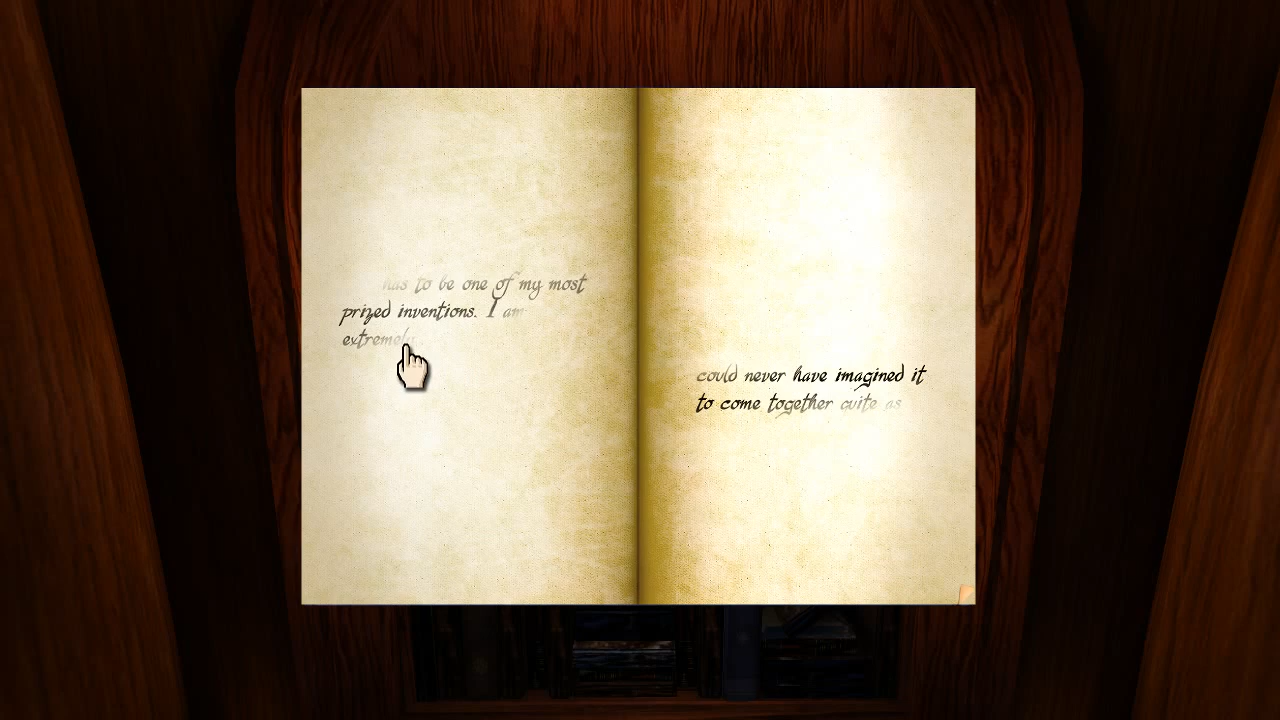 has to be one of my most
prized inventions. I am
extremely
could never have imagined it
to come together quite as